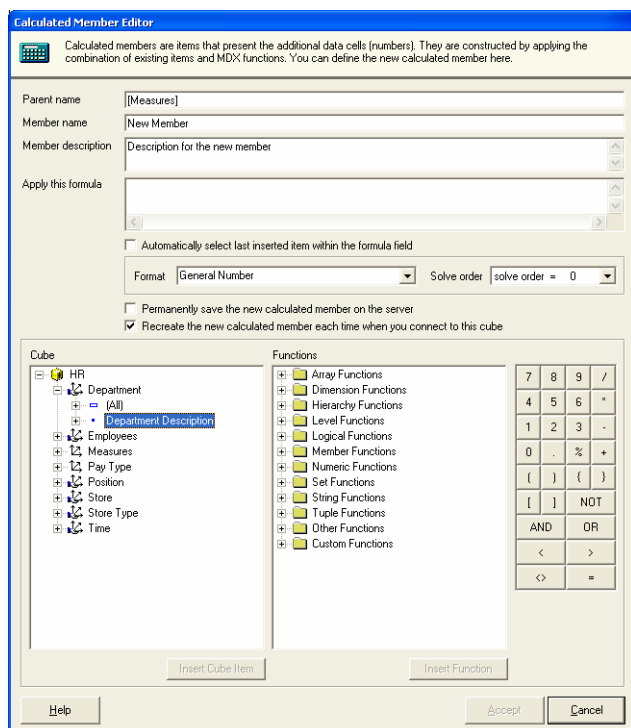 Calculated Member Editor
Calculated members are items that present the additional data cells (numbers). They are constructed by applying the
combination of existing items and MDX functions. You can define the new calculated member here.
Parent name [Measures]
Member name New Member
Member description Description for the new member
Apply this formula
Automatically select last inserted item within the formula field
Format General Number Solve order solve order = 0
Permanently save the new calculated member on the server
Recreate the new calculated member each time when you connect to this cube
Cube
HR
Department
(All)
Department Description
Employees
Measures
Pay Type
Position
Store
Store Type
Time
Insert Cube Item
Functions
Array Functions
Dimension Functions
Hierarchy Functions
Level Functions
Logical Functions
Member Functions
Numeric Functions
Set Functions
String Functions
Tuple Functions
Other Functions
Custom Functions
Insert Function
7 8 9 /
4 5 6 *
1 2 3 -
0 . % +
( ) { }
[ ] NOT
AND OR
< >
<> =
Help Accept Cancel